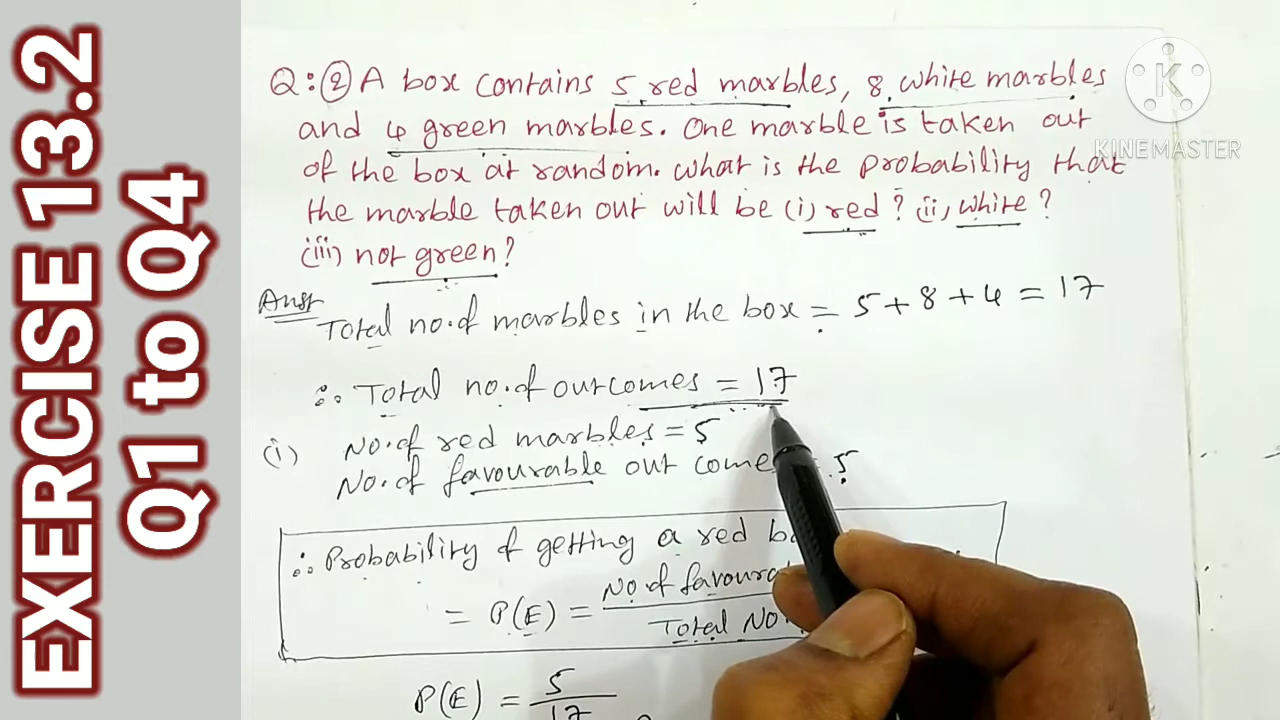 EXERCISE 13.2
Q1 to Q4
K
KINEMASTER
Q:② A box contains 5 red marbles, 8 white marbles
and 4 green marbles. One marble is taken out
of the box at random. what is the probability that
the marble taken out will be (i) red? (ii) white?
(iii) not green?
Ans:
Total no.of marbles in the box = 5+8+4 = 17
∴ Total no.of outcomes = 17
(i) No.of red marbles = 5
No.of favourable out come = 5
∴ Probability of getting a red
= P(E) = No.of
Total No.
P(E) = 5/17